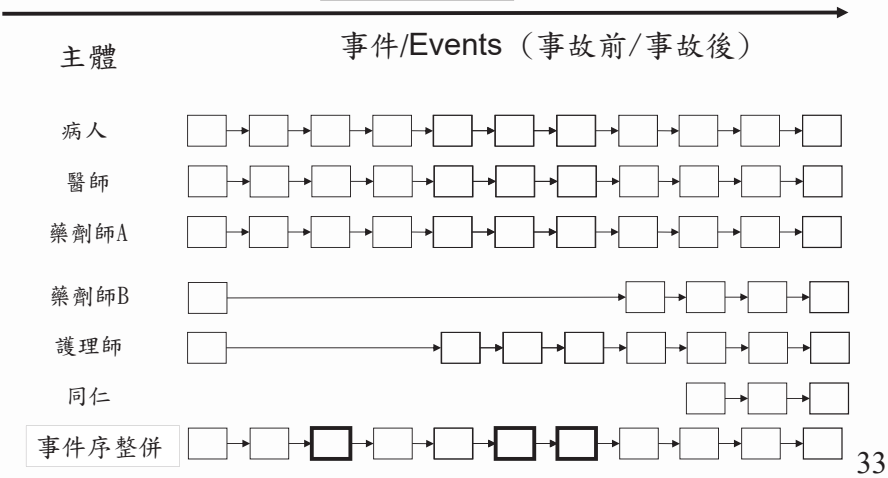 主體
事件/Events（事故前/事故後）
病人
醫師
藥劑師A
藥劑師B
護理師
同仁
事件序整併
33